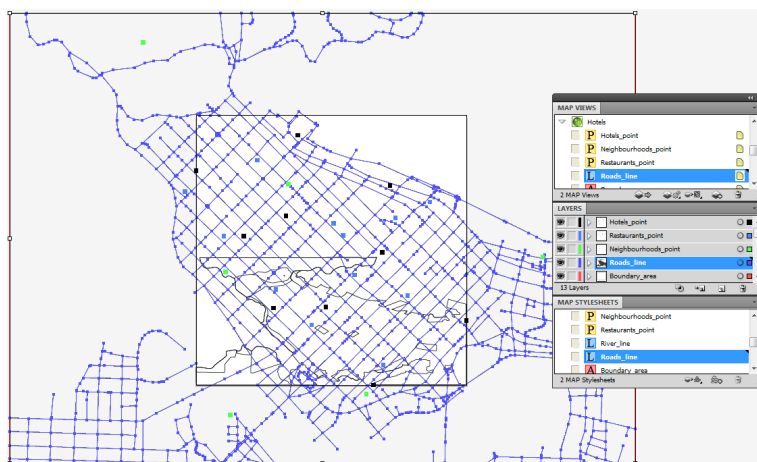 MAP VIEWS
Hotels
P Hotels_point
P Neighbourhoods_point
P Restaurants_point
L Roads_line
A
2 MAP Views
LAYERS
Hotels_point
Restaurants_point
Neighbourhoods_point
Roads_line
Boundary_area
13 Layers
MAP STYLESHEETS
P Neighbourhoods_point
P Restaurants_point
L River_line
L Roads_line
A Boundary_area
2 MAP Stylesheets